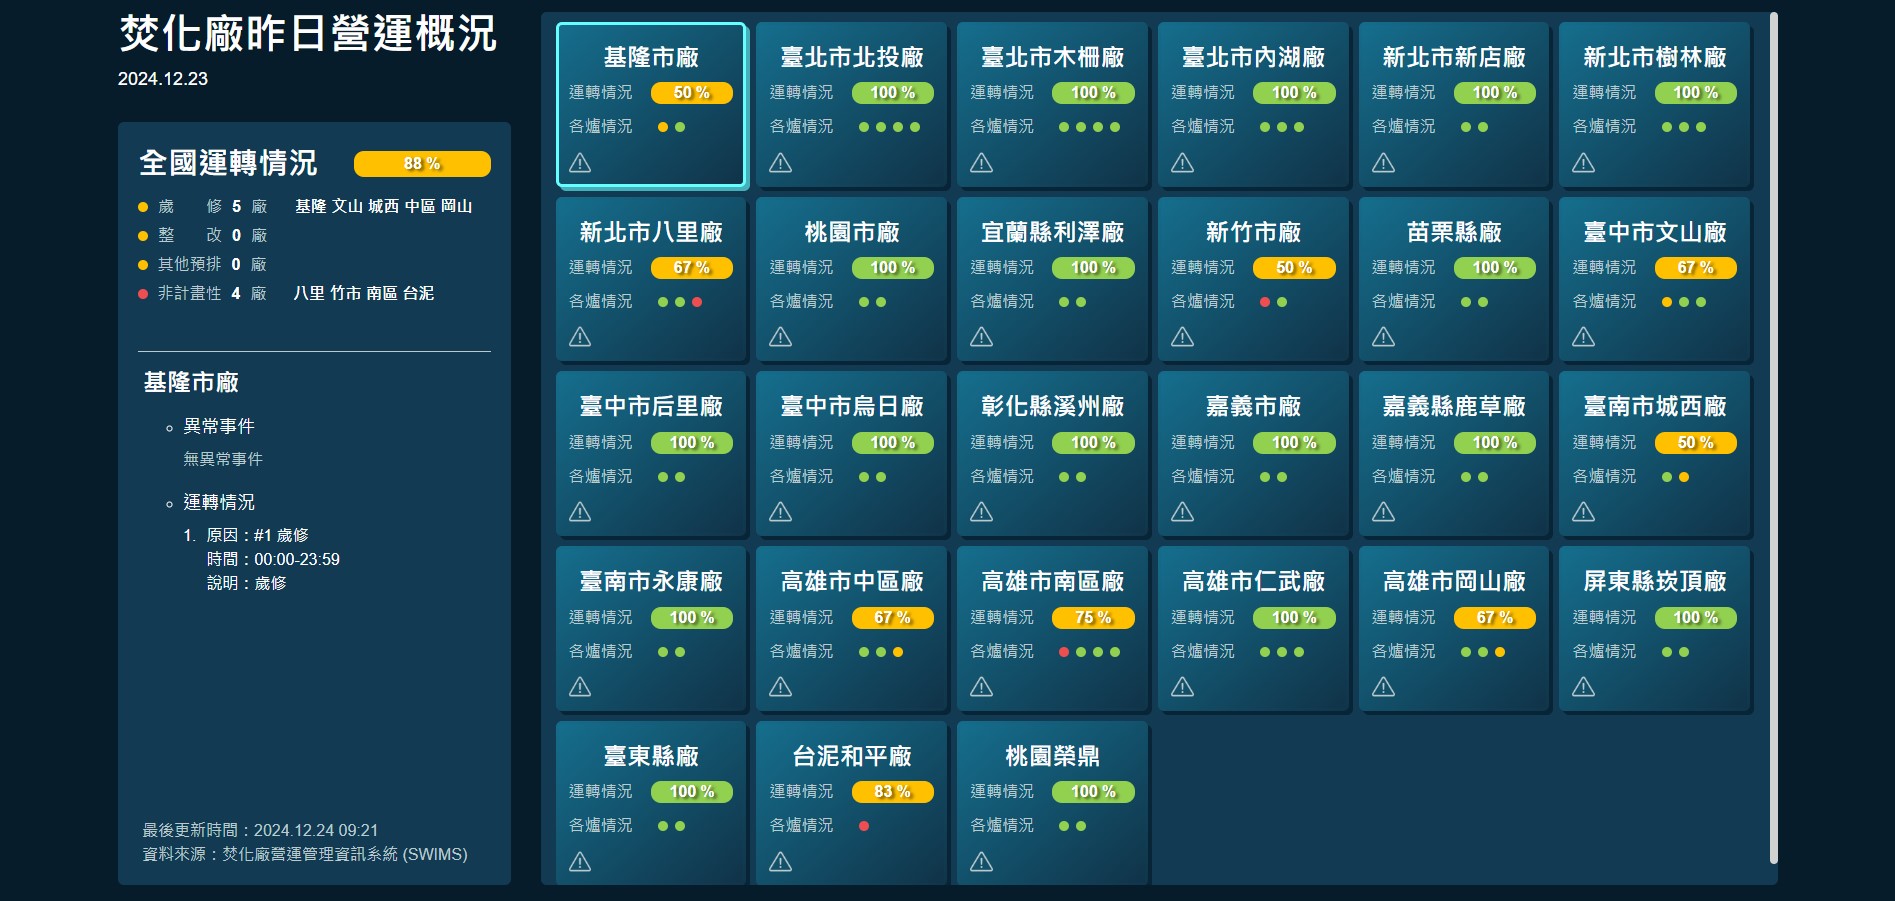 焚化廠昨日營運概況
2024.12.23
全國運轉情況 88 %
歲 修 5 廠 基隆 文山 城西 中區 岡山
整 改 0 廠
其他預排 0 廠
非計畫性 4 廠 八里 竹市 南區 台泥
基隆市廠
異常事件
無異常事件
運轉情況
1. 原因：#1 歲修
時間：00:00-23:59
說明：歲修
最後更新時間：2024.12.24 09:21
資料來源：焚化廠營運管理資訊系統 (SWIMS)
基隆市廠
運轉情況 50 %
各爐情況
臺北市北投廠
運轉情況 100 %
各爐情況
臺北市木柵廠
運轉情況 100 %
各爐情況
臺北市內湖廠
運轉情況 100 %
各爐情況
新北市新店廠
運轉情況 100 %
各爐情況
新北市樹林廠
運轉情況 100 %
各爐情況
新北市八里廠
運轉情況 67 %
各爐情況
桃園市廠
運轉情況 100 %
各爐情況
宜蘭縣利澤廠
運轉情況 100 %
各爐情況
新竹市廠
運轉情況 50 %
各爐情況
苗栗縣廠
運轉情況 100 %
各爐情況
臺中市文山廠
運轉情況 67 %
各爐情況
臺中市后里廠
運轉情況 100 %
各爐情況
臺中市烏日廠
運轉情況 100 %
各爐情況
彰化縣溪州廠
運轉情況 100 %
各爐情況
嘉義市廠
運轉情況 100 %
各爐情況
嘉義縣鹿草廠
運轉情況 100 %
各爐情況
臺南市城西廠
運轉情況 50 %
各爐情況
臺南市永康廠
運轉情況 100 %
各爐情況
高雄市中區廠
運轉情況 67 %
各爐情況
高雄市南區廠
運轉情況 75 %
各爐情況
高雄市仁武廠
運轉情況 100 %
各爐情況
高雄市岡山廠
運轉情況 67 %
各爐情況
屏東縣崁頂廠
運轉情況 100 %
各爐情況
臺東縣廠
運轉情況 100 %
各爐情況
台泥和平廠
運轉情況 83 %
各爐情況
桃園榮鼎
運轉情況 100 %
各爐情況